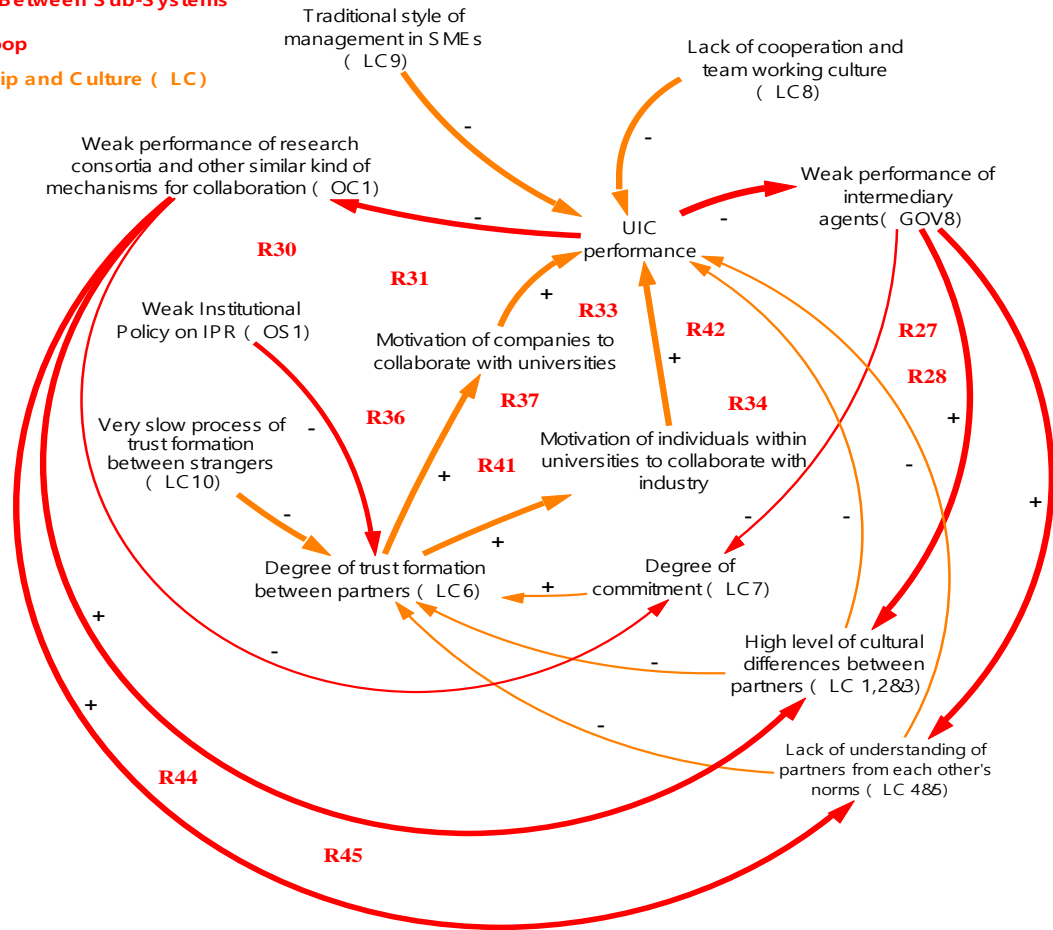 Between Sub-Systems
oop
ip and Culture ( LC)
Traditional style of
management in SMEs
( LC9)
Lack of cooperation and
team working culture
( LC8)
-
-
Weak performance of research
consortia and other similar kind of
mechanisms for collaboration ( OC1)
Weak performance of
intermediary
agents( GOV8)
-
-
UIC
performance
R30
R31
+
R33
R42
R27
R28
Weak Institutional
Policy on IPR ( OS1)
Motivation of companies to
collaborate with universities
+
R36
R37
R34
-
+
Very slow process of
trust formation
between strangers
( LC10)
Motivation of individuals within
universities to collaborate with
industry
R41
+
-
-
+
-
-
+
Degree of trust formation
between partners ( LC6)
+
Degree of
commitment ( LC7)
+
-
High level of cultural
differences between
partners ( LC 1,2&3)
-
+
-
Lack of understanding of
partners from each other's
norms ( LC 4&5)
R44
R45